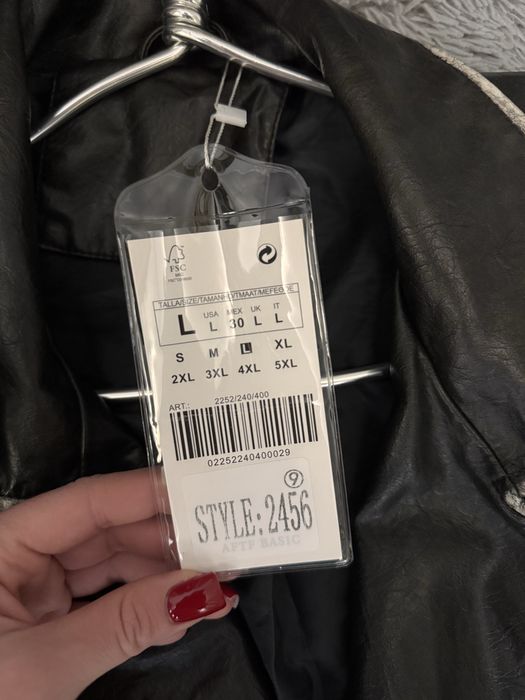 FSC
TALLA/SIZE/TAMANHO/TMAAT/MEFEGDE
L USA L MEX 30 UK L IT L
S M L XL
2XL 3XL 4XL 5XL
ART.: 2252/240/400
02252240400029
9
STYLE: 2456
AFTF BASIC